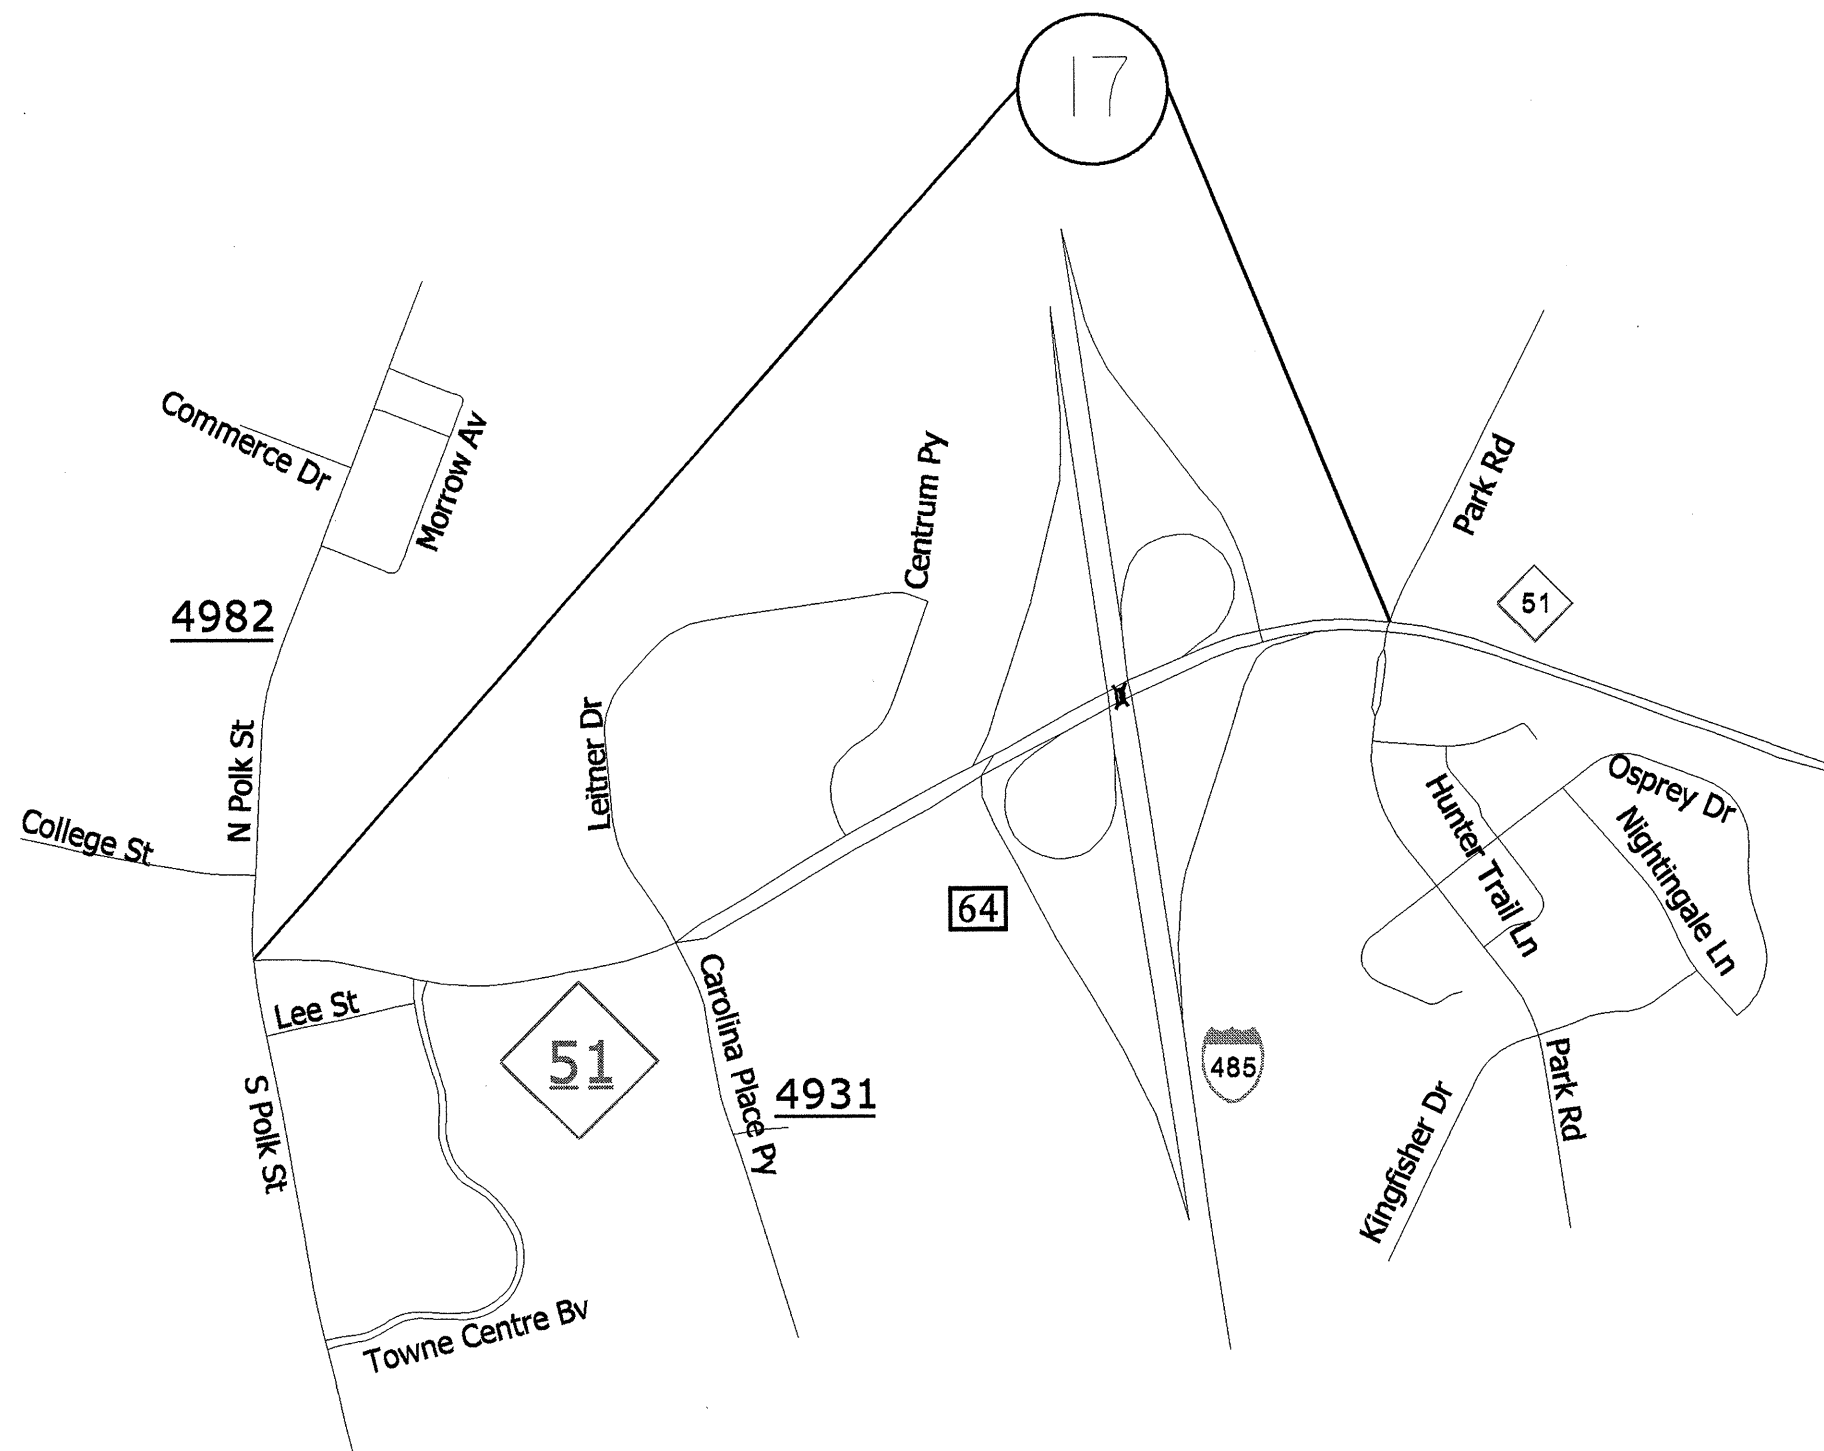 17
Commerce Dr
Morrow Av
Centrum Py
Park Rd
51
4982
Leitner Dr
N Polk St
College St
Osprey Dr
Hunter Trail Ln
Nightingale Ln
64
Lee St
51
Carolina Place Py
4931
485
S Polk St
Park Rd
Kingfisher Dr
Towne Centre Bv